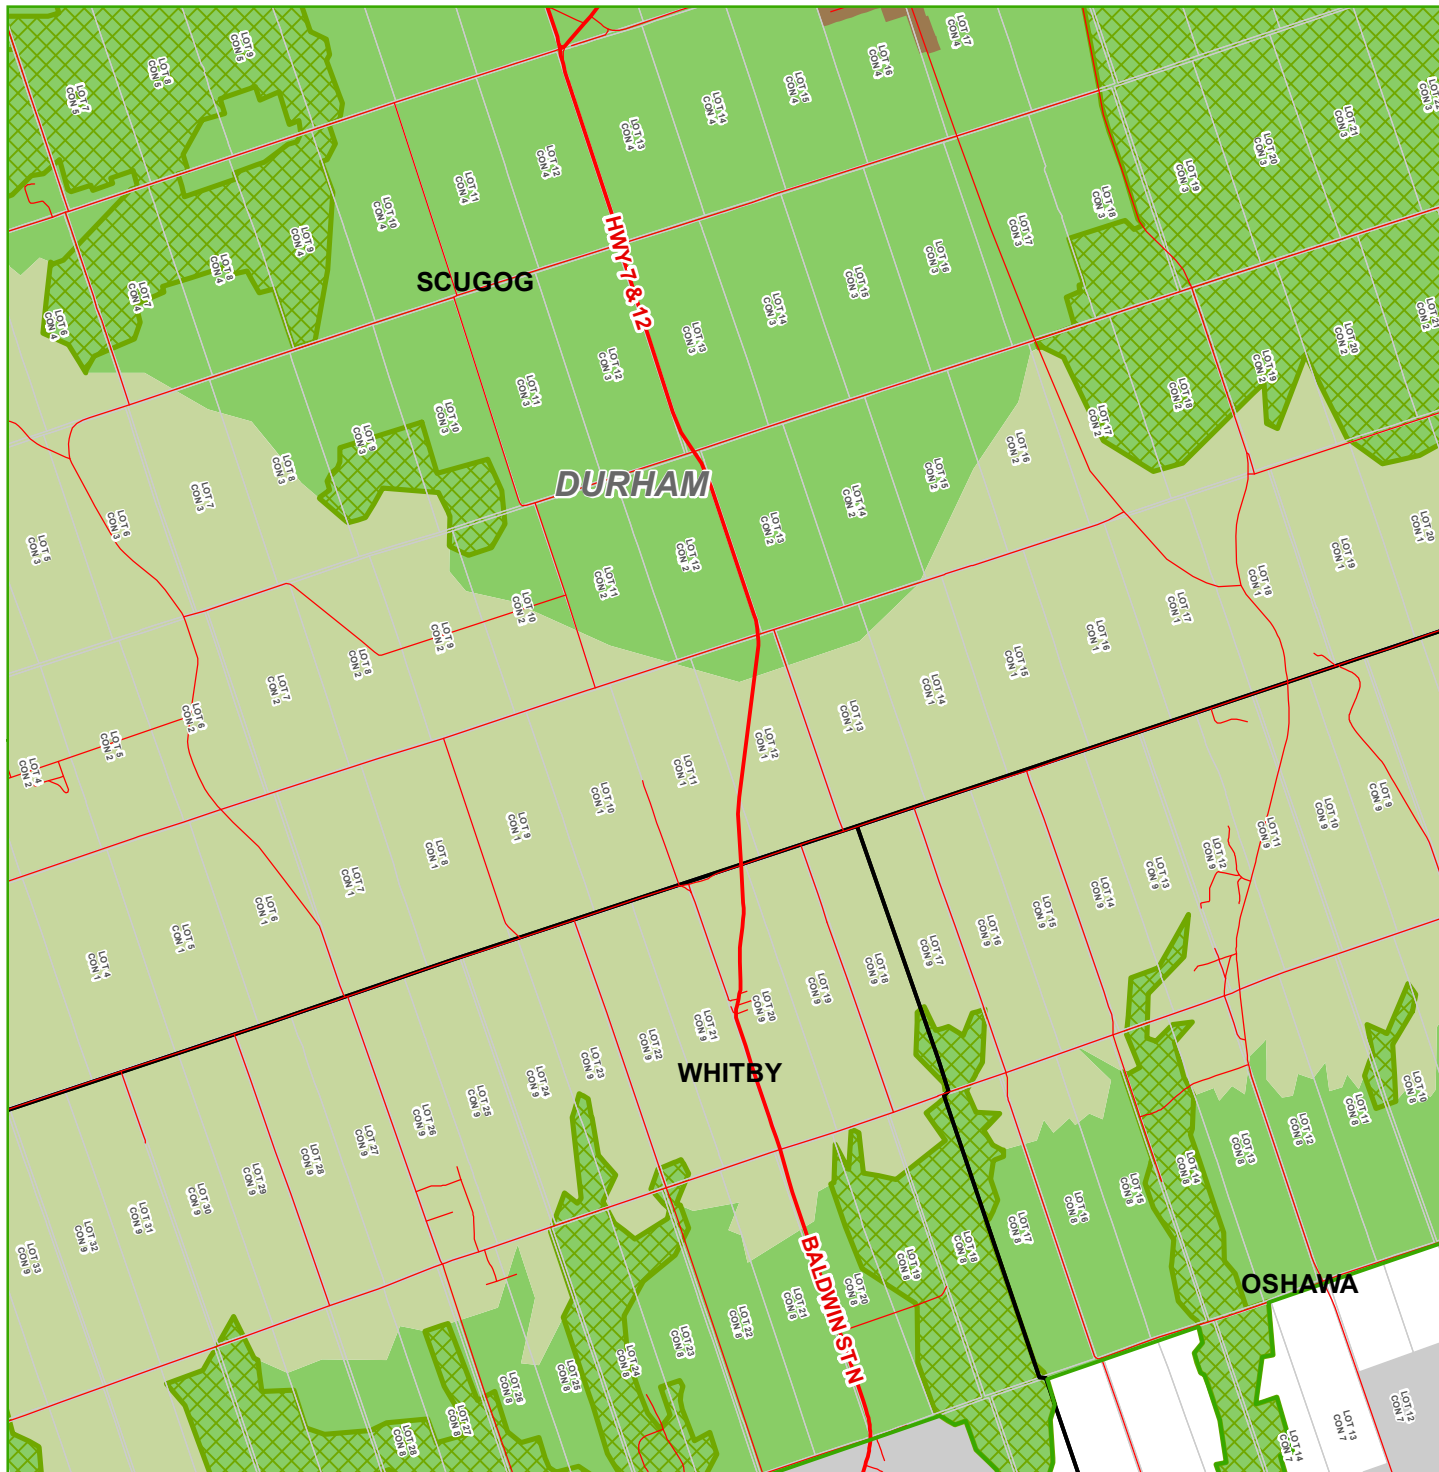 LOT 7
CON 5
LOT 8
CON 5
LOT 9
CON 5
LOT 14
CON 4
LOT 15
CON 4
LOT 16
CON 4
LOT 17
CON 4
LOT 22
CON 3
LOT 21
CON 3
LOT 20
CON 3
LOT 19
CON 3
LOT 18
CON 3
LOT 17
CON 3
LOT 16
CON 3
LOT 15
CON 3
LOT 14
CON 3
LOT 13
CON 3
LOT 12
CON 3
LOT 11
CON 3
LOT 10
CON 3
LOT 9
CON 3
LOT 8
CON 3
LOT 7
CON 3
LOT 6
CON 3
LOT 5
CON 3
LOT 13
CON 4
LOT 12
CON 4
LOT 11
CON 4
LOT 10
CON 4
LOT 9
CON 4
LOT 8
CON 4
LOT 7
CON 4
LOT 6
CON 4
SCUGOG
HWY 7 & 12
DURHAM
LOT 21
CON 2
LOT 20
CON 2
LOT 19
CON 2
LOT 18
CON 2
LOT 17
CON 2
LOT 16
CON 2
LOT 15
CON 2
LOT 14
CON 2
LOT 13
CON 2
LOT 12
CON 2
LOT 11
CON 2
LOT 10
CON 2
LOT 9
CON 2
LOT 8
CON 2
LOT 7
CON 2
LOT 6
CON 2
LOT 5
CON 2
LOT 4
CON 2
LOT 20
CON 1
LOT 19
CON 1
LOT 18
CON 1
LOT 17
CON 1
LOT 16
CON 1
LOT 15
CON 1
LOT 14
CON 1
LOT 13
CON 1
LOT 12
CON 1
LOT 11
CON 1
LOT 10
CON 1
LOT 9
CON 1
LOT 8
CON 1
LOT 7
CON 1
LOT 6
CON 1
LOT 5
CON 1
LOT 4
CON 1
LOT 9
CON 9
LOT 10
CON 9
LOT 11
CON 9
LOT 12
CON 9
LOT 13
CON 9
LOT 14
CON 9
LOT 15
CON 9
LOT 16
CON 9
LOT 17
CON 9
LOT 18
CON 9
LOT 19
CON 9
LOT 20
CON 9
LOT 21
CON 9
LOT 22
CON 9
LOT 23
CON 9
LOT 24
CON 9
LOT 25
CON 9
LOT 26
CON 9
LOT 27
CON 9
LOT 28
CON 9
LOT 29
CON 9
LOT 30
CON 9
LOT 31
CON 9
LOT 32
CON 9
LOT 33
CON 9
WHITBY
LOT 10
CON 8
LOT 11
CON 8
LOT 12
CON 8
LOT 13
CON 8
LOT 14
CON 8
LOT 15
CON 8
LOT 16
CON 8
LOT 17
CON 8
LOT 18
CON 8
LOT 19
CON 8
LOT 20
CON 8
LOT 21
CON 8
LOT 22
CON 8
LOT 23
CON 8
LOT 24
CON 8
LOT 25
CON 8
LOT 26
CON 8
LOT 27
CON 8
LOT 28
CON 8
BALDWIN ST N
OSHAWA
LOT 12
CON 7
LOT 13
CON 7
LOT 14
CON 7